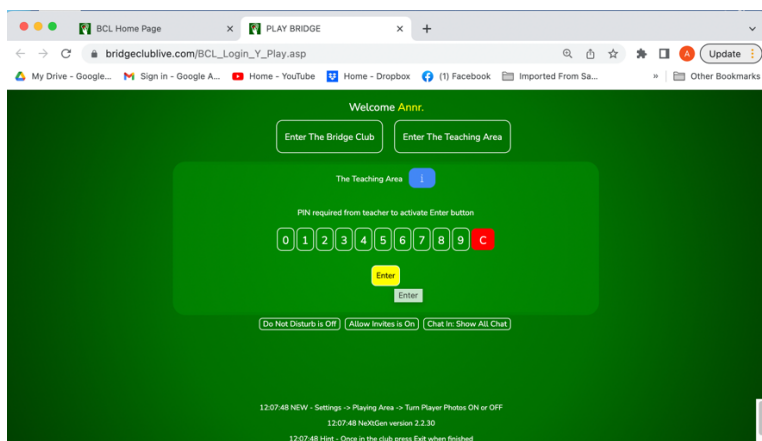 BCL Home Page × PLAY BRIDGE × +
bridgeclublive.com/BCL_Login_Y_Play.asp A Update
My Drive - Google... Sign in - Google A... Home - YouTube Home - Dropbox (1) Facebook Imported From Sa... » Other Bookmarks
Welcome Annr.
Enter The Bridge Club Enter The Teaching Area
The Teaching Area ↓
PIN required from teacher to activate Enter button
0 1 2 3 4 5 6 7 8 9 C
Enter
Enter
Do Not Disturb is Off Allow Invites is On Chat In: Show All Chat
12:07:48 NEW - Settings -> Playing Area -> Turn Player Photos ON or OFF
12:07:48 NeXtGen version 2.2.30
12:07:48 Hint - Once in the club press Exit when finished